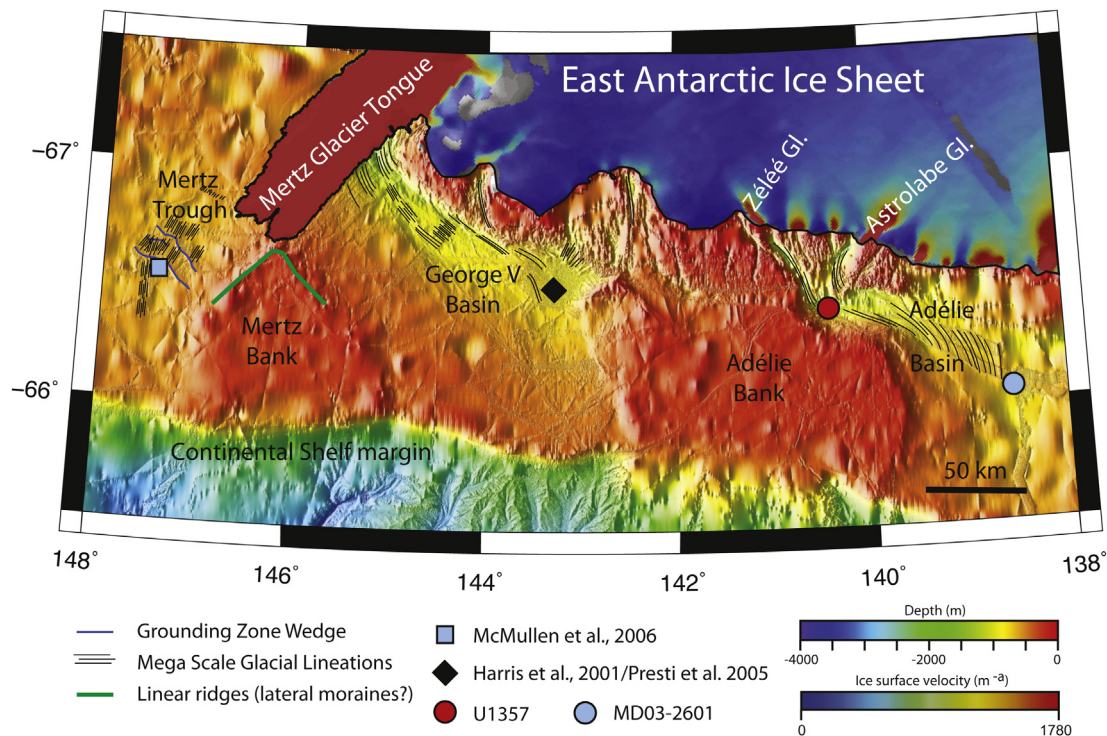 East Antarctic Ice Sheet
Mertz Glacier Tongue
−67°
Mertz
Trough
Zéléé Gl.
Astrolabe Gl.
George V
Basin
Adélie
Basin
Mertz
Bank
Adélie
Bank
−66°
Continental Shelf margin
50 km
148°
146°
144°
142°
140°
138°
Grounding Zone Wedge
Mega Scale Glacial Lineations
Linear ridges (lateral moraines?)
McMullen et al., 2006
Harris et al., 2001/Presti et al. 2005
U1357
MD03-2601
Depth (m)
-4000
-2000
0
Ice surface velocity (m -a)
0
1780